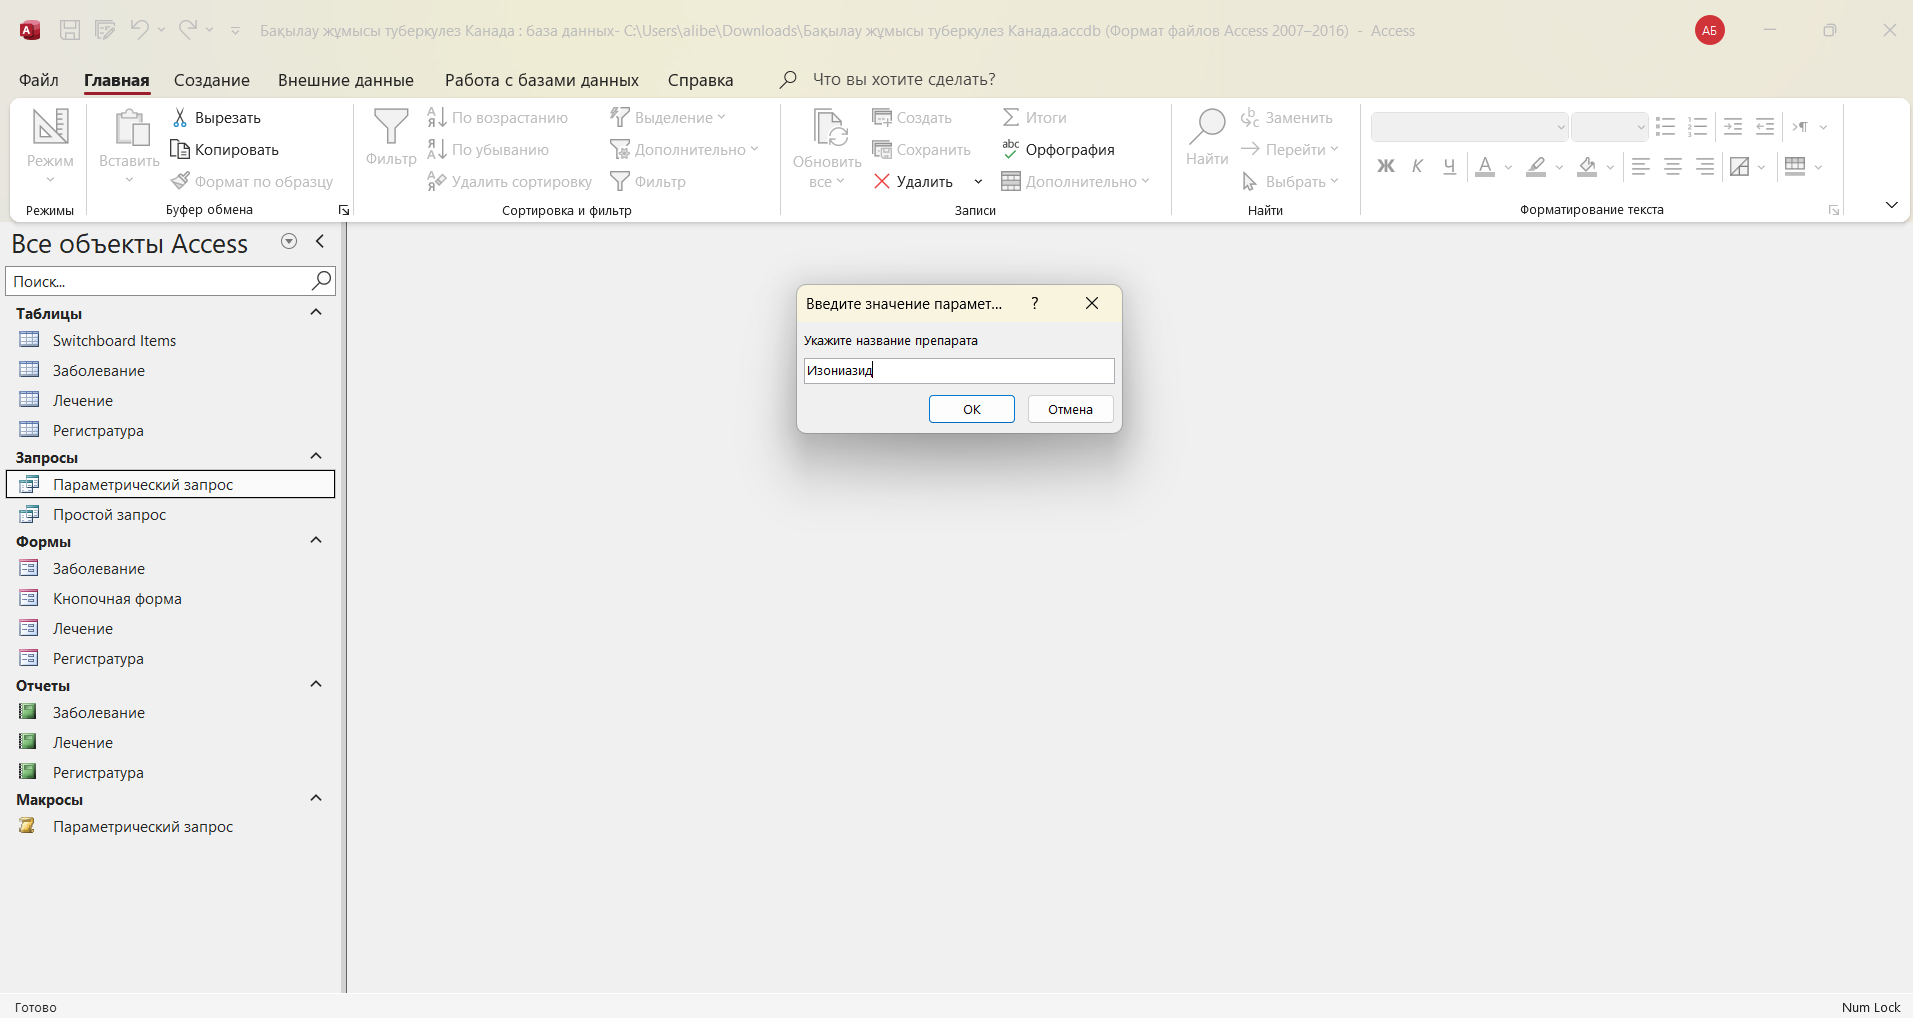 Бақылау жұмысы туберкулез Канада : база данных- C:\Users\alibe\Downloads\Бақылау жұмысы туберкулез Канада.accdb (Формат файлов Access 2007–2016) - Access
АБ
Файл Главная Создание Внешние данные Работа с базами данных Справка Что вы хотите сделать?
Режим
Режимы
Вставить
Вырезать
Копировать
Формат по образцу
Буфер обмена
Фильтр
По возрастанию
По убыванию
Удалить сортировку
Выделение
Дополнительно
Фильтр
Сортировка и фильтр
Обновить
все
Создать
Сохранить
Удалить
Итоги
Орфография
Дополнительно
Записи
Найти
Заменить
Перейти
Выбрать
Найти
Ж К Ч А
Форматирование текста
Все объекты Access
Поиск...
Таблицы
Switchboard Items
Заболевание
Лечение
Регистратура
Запросы
Параметрический запрос
Простой запрос
Формы
Заболевание
Кнопочная форма
Лечение
Регистратура
Отчеты
Заболевание
Лечение
Регистратура
Макросы
Параметрический запрос
Введите значение парамет... ?
Укажите название препарата
Изониазид
ОК Отмена
Готово
Num Lock